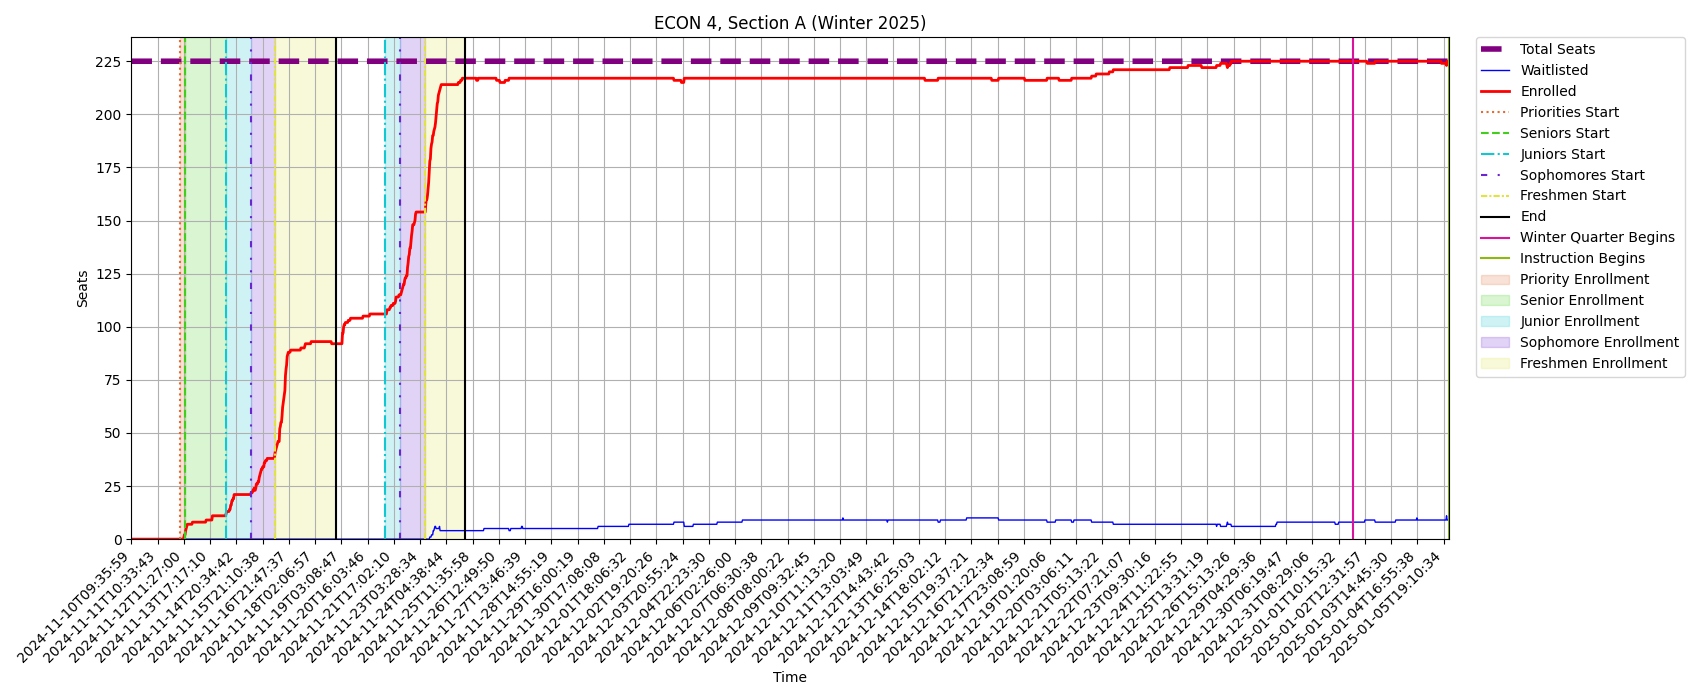 ECON 4, Section A (Winter 2025)
Seats
225
200
175
150
125
100
75
50
25
0
2024-11-10T09:35:59
2024-11-11T10:33:43
2024-11-12T11:27:00
2024-11-13T17:17:10
2024-11-14T20:34:42
2024-11-15T21:10:38
2024-11-16T21:47:37
2024-11-18T02:06:57
2024-11-19T03:08:47
2024-11-20T16:03:46
2024-11-21T17:02:10
2024-11-23T03:28:34
2024-11-24T04:38:44
2024-11-25T11:35:58
2024-11-26T12:49:50
2024-11-27T13:46:39
2024-11-28T14:55:19
2024-11-29T16:00:19
2024-11-30T17:08:08
2024-12-01T18:06:32
2024-12-02T19:20:26
2024-12-03T20:55:24
2024-12-04T22:23:30
2024-12-06T02:26:00
2024-12-07T06:30:38
2024-12-08T08:00:22
2024-12-09T09:32:45
2024-12-10T11:13:20
2024-12-11T13:03:49
2024-12-12T14:43:42
2024-12-13T16:25:03
2024-12-14T18:02:12
2024-12-15T19:37:21
2024-12-16T21:22:34
2024-12-17T23:08:59
2024-12-19T01:20:06
2024-12-20T03:06:11
2024-12-21T05:13:22
2024-12-22T07:21:07
2024-12-23T09:30:16
2024-12-24T11:22:55
2024-12-25T13:31:19
2024-12-26T15:13:26
2024-12-29T04:29:36
2024-12-30T06:19:47
2024-12-31T08:29:06
2025-01-01T10:15:32
2025-01-02T12:31:57
2025-01-03T14:45:30
2025-01-04T16:55:38
2025-01-05T19:10:34
Time
Total Seats
Waitlisted
Enrolled
Priorities Start
Seniors Start
Juniors Start
Sophomores Start
Freshmen Start
End
Winter Quarter Begins
Instruction Begins
Priority Enrollment
Senior Enrollment
Junior Enrollment
Sophomore Enrollment
Freshmen Enrollment